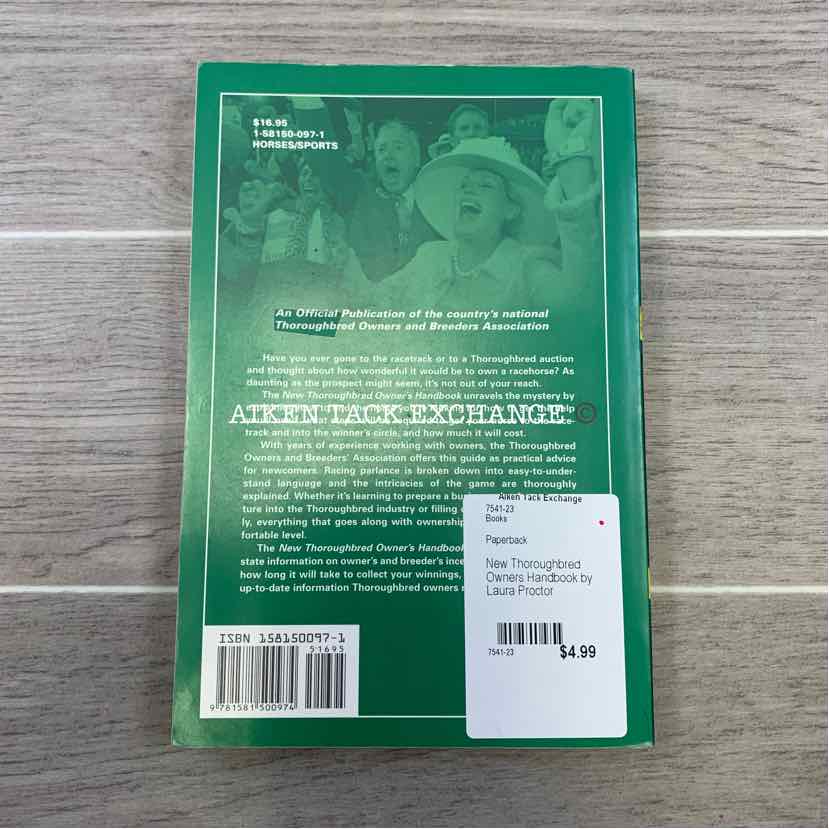 $16.95
1-58150-097-1
HORSES/SPORTS
An Official Publication of the country's national
Thoroughbred Owners and Breeders Association
Have you ever gone to the racetrack or to a Thoroughbred auction
and thought about how wonderful it would be to own a racehorse? As
daunting as the prospect might seem, it's not out of your reach.
The New Thoroughbred Owner's Handbook unravels the mystery by
AIKEN TACK EXCHANGE ©
track and into the winner's circle, and how much it will cost.
With years of experience working with owners, the Thoroughbred
Owners and Breeders' Association offers this guide as practical advice
for newcomers. Racing parlance is broken down into easy-to-under-
stand language and the intricacies of the game are thoroughly
explained. Whether it's learning to prepare a
ture into the Thoroughbred industry or filling
ly, everything that goes along with ownership
fortable level.
The New Thoroughbred Owner's Handbook
state information on owner's and breeder's
how long it will take to collect your winnings,
up-to-date information Thoroughbred owners
Aiken Tack Exchange
7541-23
Books
Paperback
New Thoroughbred
Owners Handbook by
Laura Proctor
7541-23
$4.99
ISBN 158150097-1
51695
9 781581 500974